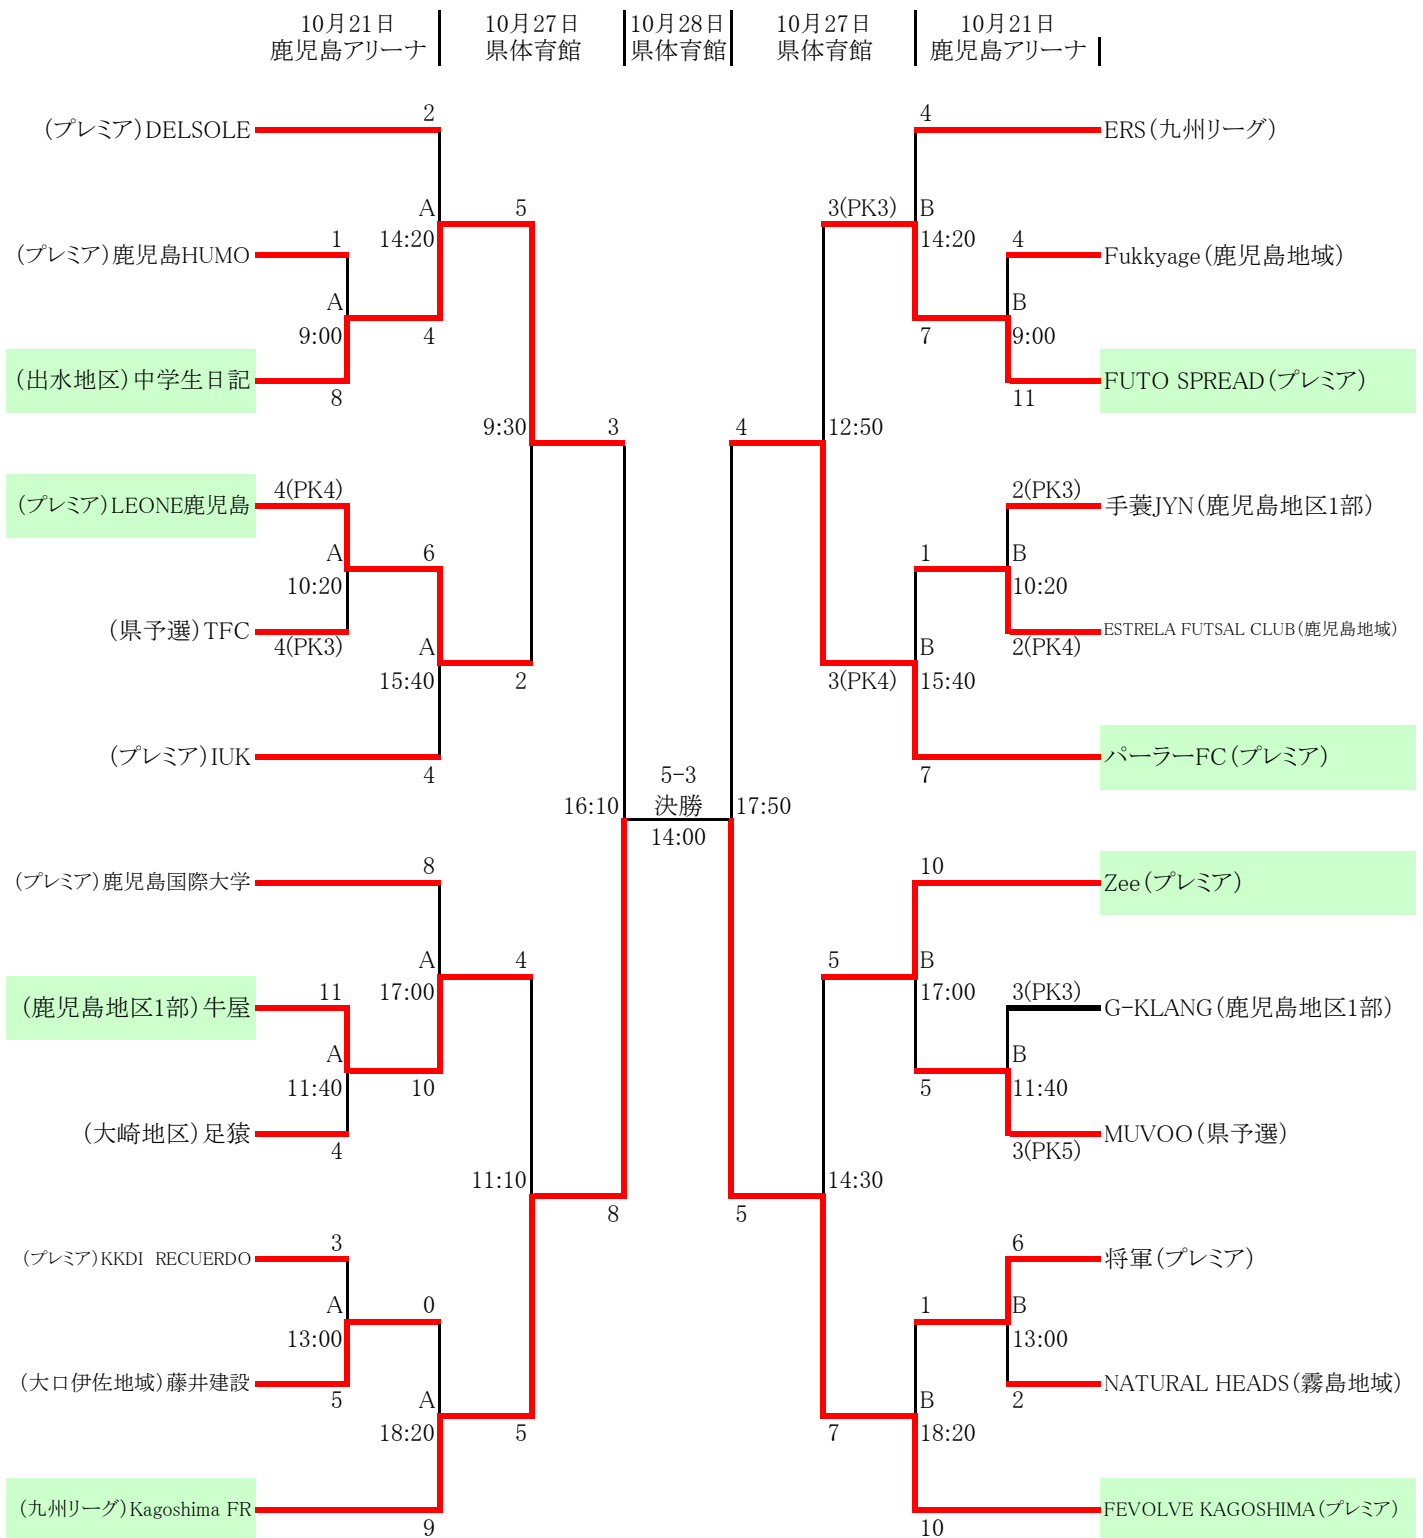 10月21日
鹿児島アリーナ
10月27日
県体育館
10月28日
県体育館
10月27日
県体育館
10月21日
鹿児島アリーナ
2
(プレミア)DELSOLE
A
14:20
5
1
(プレミア)鹿児島HUMO
A
9:00
4
(出水地区)中学生日記
8
9:30
3
4(PK4)
(プレミア)LEONE鹿児島
A
10:20
6
(県予選)TFC
4(PK3)
A
15:40
2
(プレミア)IUK
4
16:10
5-3
決勝
14:00
17:50
8
(プレミア)鹿児島国際大学
A
17:00
4
11
(鹿児島地区1部)牛屋
A
11:40
10
(大崎地区)足猿
4
11:10
8
3
(プレミア)KKDI RECUERDO
A
13:00
0
(大口伊佐地域)藤井建設
5
A
18:20
5
(九州リーグ)Kagoshima FR
9
4
ERS(九州リーグ)
3(PK3)
B
14:20
4
Fukkyage(鹿児島地域)
B
9:00
7
FUTO SPREAD(プレミア)
11
4
12:50
2(PK3)
手蓑JYN(鹿児島地区1部)
1
B
10:20
ESTRELA FUTSAL CLUB(鹿児島地域)
2(PK4)
B
15:40
3(PK4)
パーラーFC(プレミア)
7
10
Zee(プレミア)
5
B
17:00
3(PK3)
G-KLANG(鹿児島地区1部)
B
11:40
5
MUVOO(県予選)
3(PK5)
14:30
5
6
将軍(プレミア)
1
B
13:00
NATURAL HEADS(霧島地域)
2
B
18:20
7
FEVOLVE KAGOSHIMA(プレミア)
10